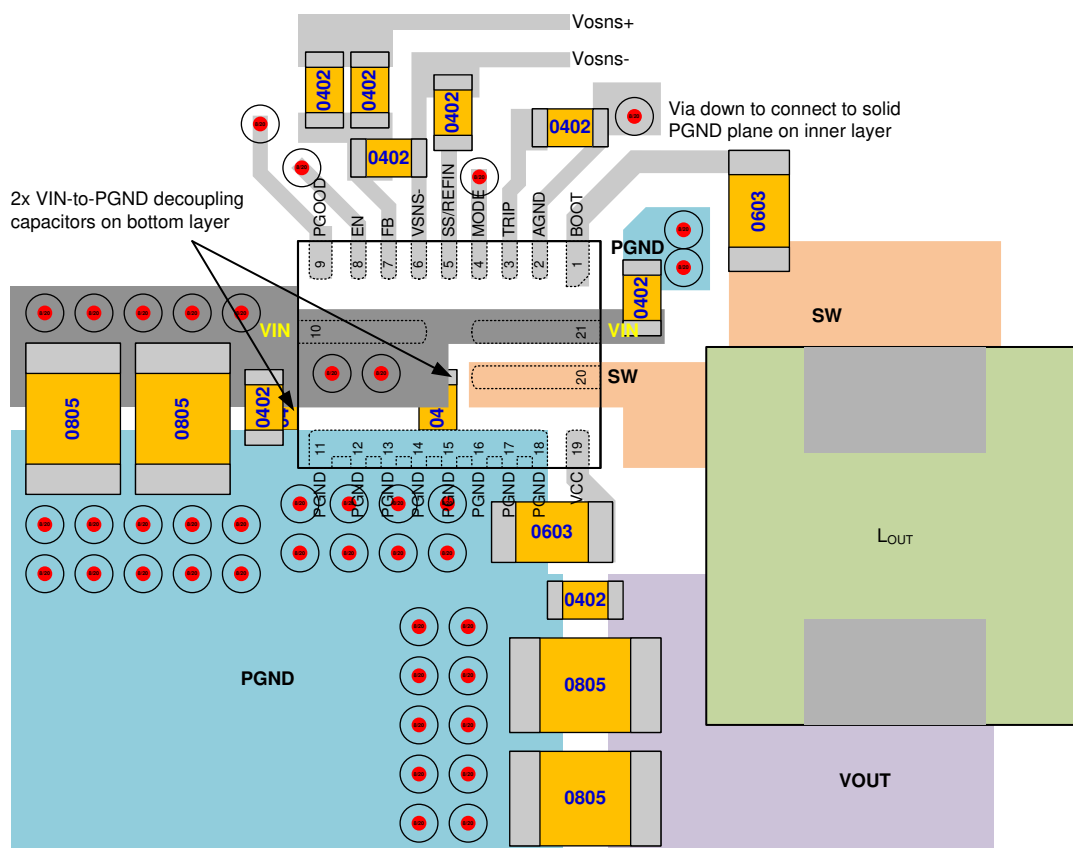 Vosns+
Vosns-
0402
0402
0402
0402
0402
Via down to connect to solid
PGND plane on inner layer
2x VIN-to-PGND decoupling
capacitors on bottom layer
PGOOD
EN
FB
VSNS-
SS/REFIN
MODE
TRIP
AGND
BOOT
0603
PGND
9
8
7
6
5
4
3
2
1
0402
VIN
10
21
VIN
SW
20
SW
0805
0805
0402
04
04
11
12
13
14
15
16
17
18
19
PGND
PGND
PGND
PGND
PGND
PGND
PGND
PGND
VCC
0603
LOUT
0402
PGND
0805
0805
VOUT